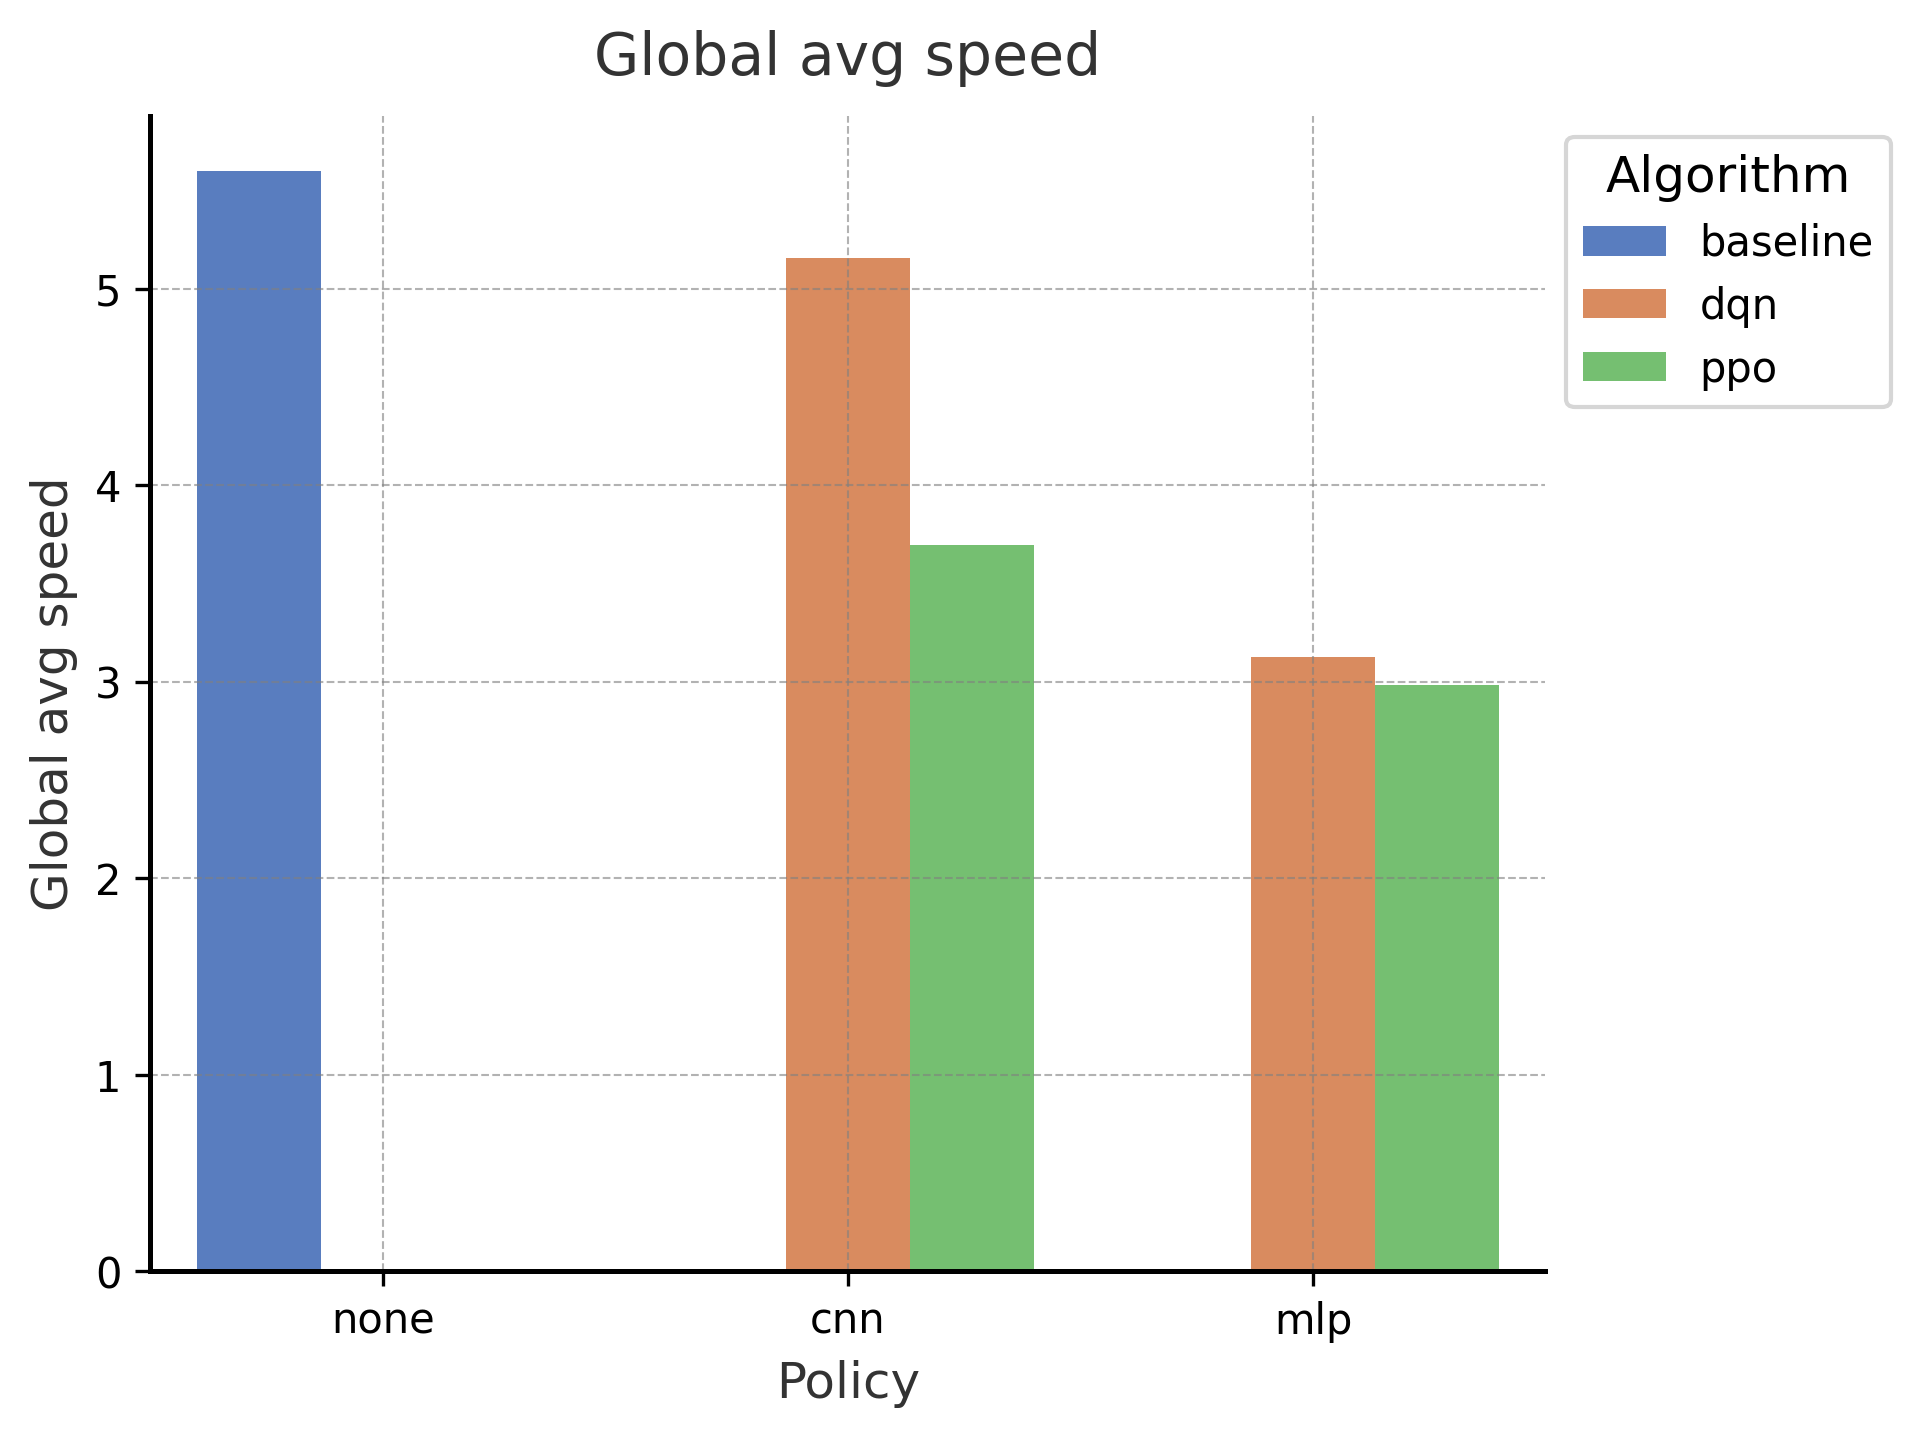 Global avg speed
Algorithm
baseline
dqn
ppo
Global avg speed
5
4
3
2
1
0
none
cnn
mlp
Policy